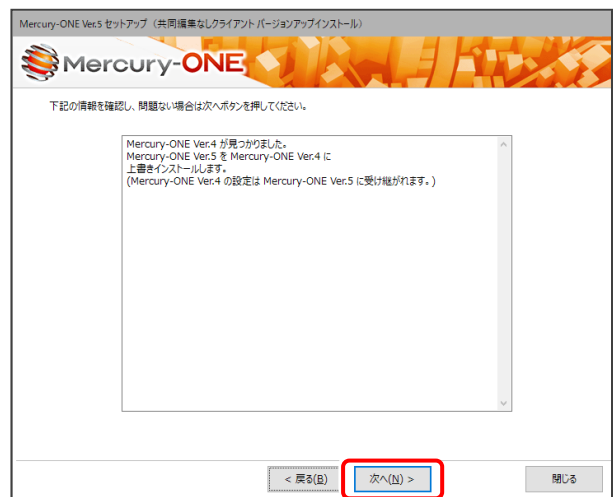 Mercury-ONE Ver.5 セットアップ（共同編集なしクライアント バージョンアップインストール）
Mercury-ONE
下記の情報を確認し、問題ない場合は次へボタンを押してください。
Mercury-ONE Ver.4 が見つかりました。
Mercury-ONE Ver.5 を Mercury-ONE Ver.4 に
上書きインストールします。
(Mercury-ONE Ver.4 の設定は Mercury-ONE Ver.5 に受け継がれます。)
< 戻る(B) 次へ(N) > 閉じる